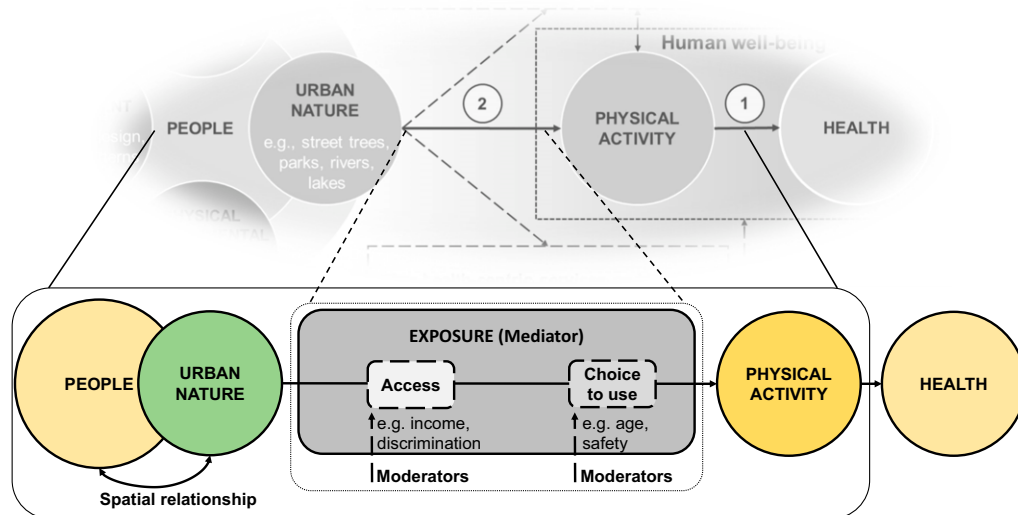 Human well-being
URBAN
NATURE
2
1
PEOPLE
PHYSICAL
ACTIVITY
HEALTH
e.g., street trees,
parks, rivers,
lakes
PHYSICAL
EXPOSURE (Mediator)
PEOPLE
URBAN
NATURE
Access
Choice
to use
PHYSICAL
ACTIVITY
HEALTH
e.g. income,
discrimination
e.g. age,
safety
Moderators
Moderators
Spatial relationship